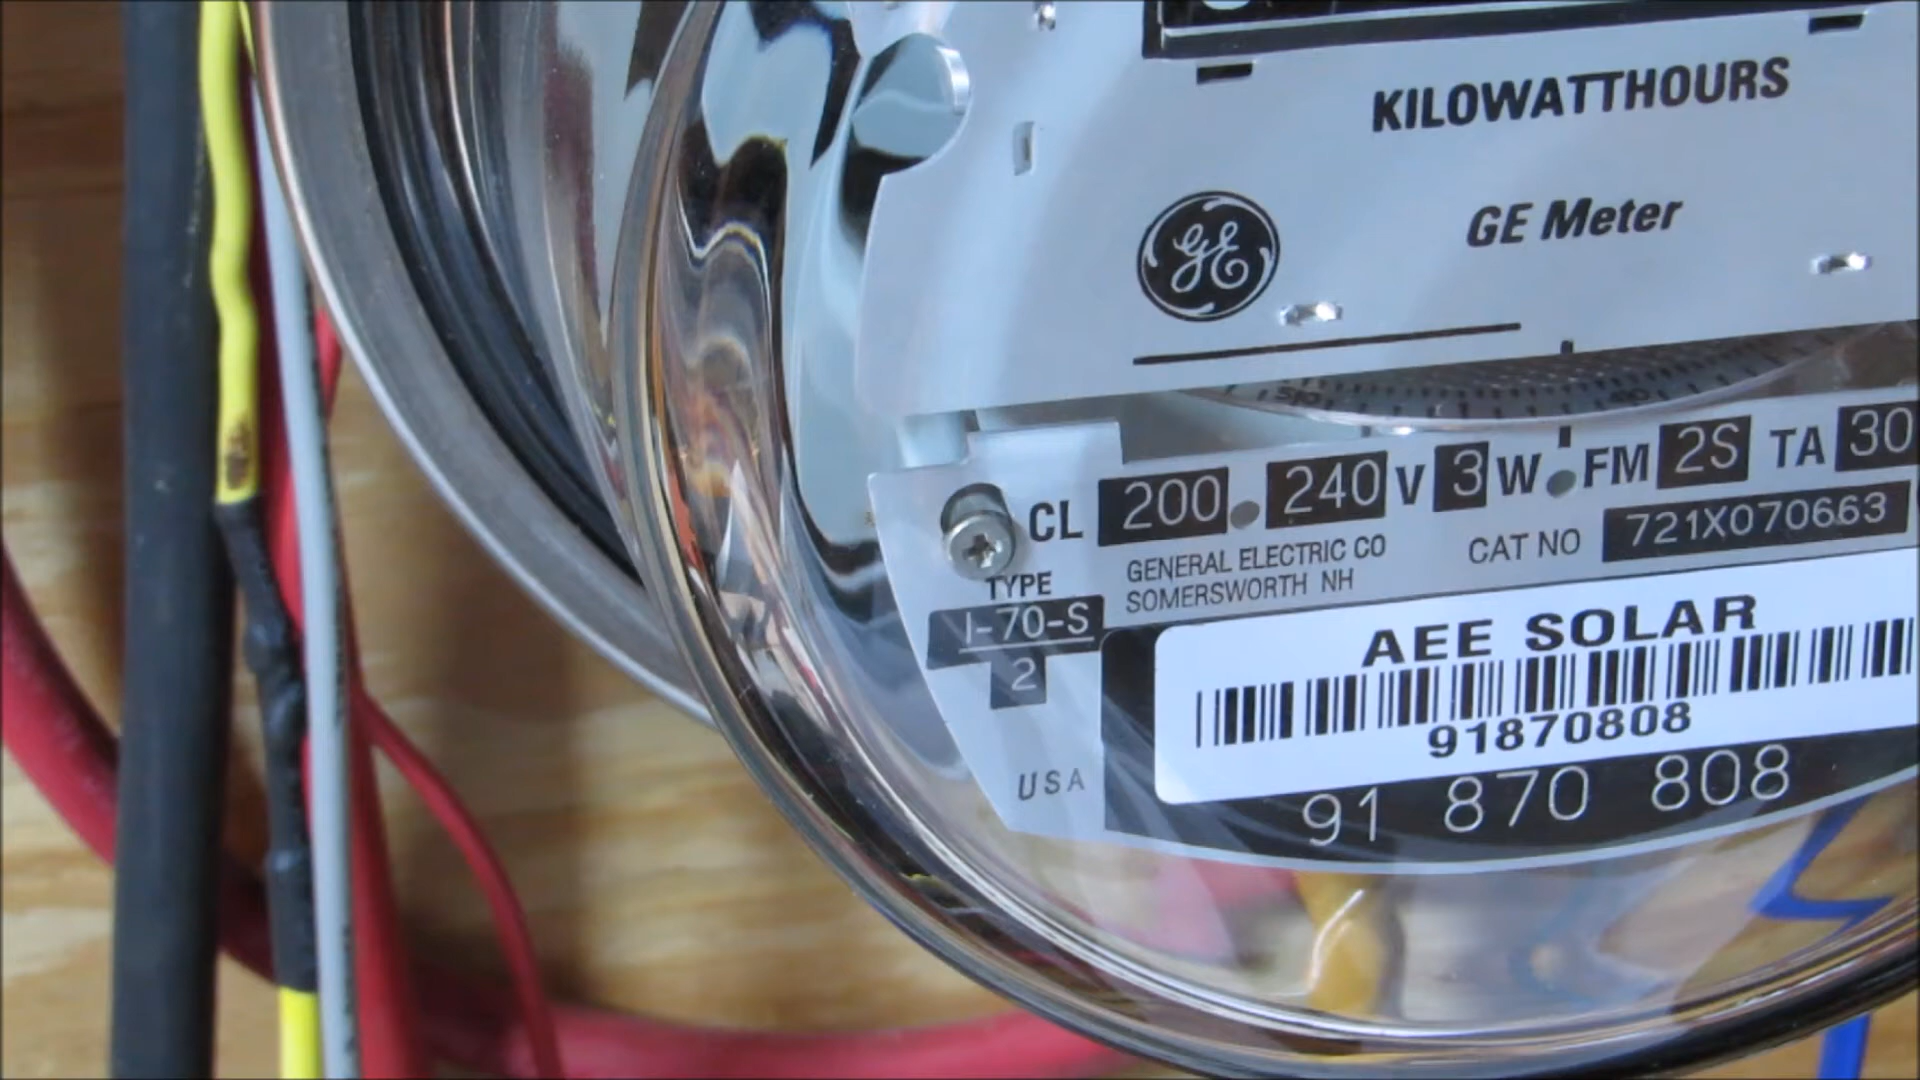 KILOWATTHOURS
GE Meter
GE
CL 200 240 V 3 W FM 2S TA 30
GENERAL ELECTRIC CO
SOMERSWORTH NH
CAT NO 721X070663
TYPE
I-70-S
2
AEE SOLAR
91870808
USA
91 870 808